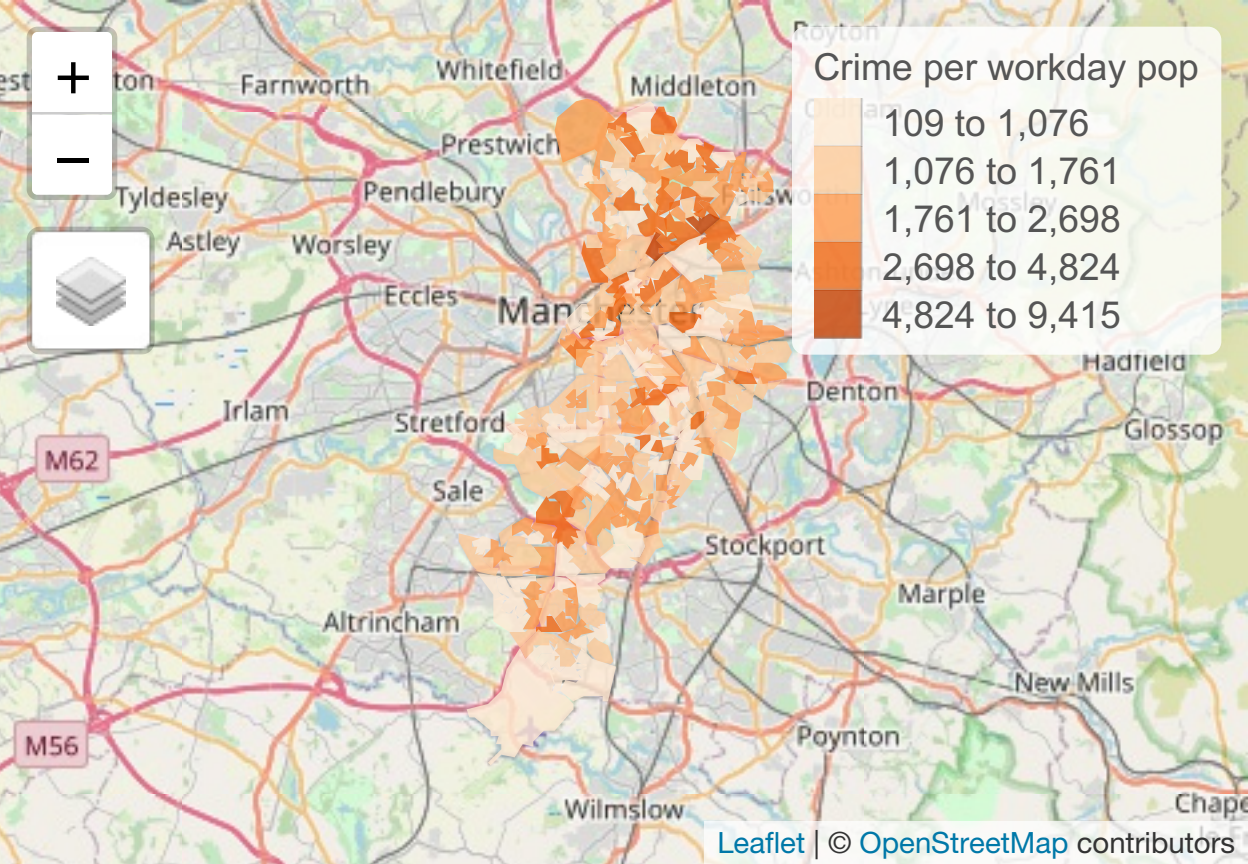 Royton
Crime per workday pop
109 to 1,076
1,076 to 1,761
1,761 to 2,698
2,698 to 4,824
4,824 to 9,415
+
−
Farnworth
Whitefield
Middleton
Oldham
Prestwich
Tyldesley
Pendlebury
Failsworth
Mossley
Astley
Worsley
Eccles
Manchester
Hadfield
Denton
Irlam
Stretford
Glossop
M62
Sale
Stockport
Marple
Altrincham
New Mills
M56
Poynton
Wilmslow
Leaflet | © OpenStreetMap contributors